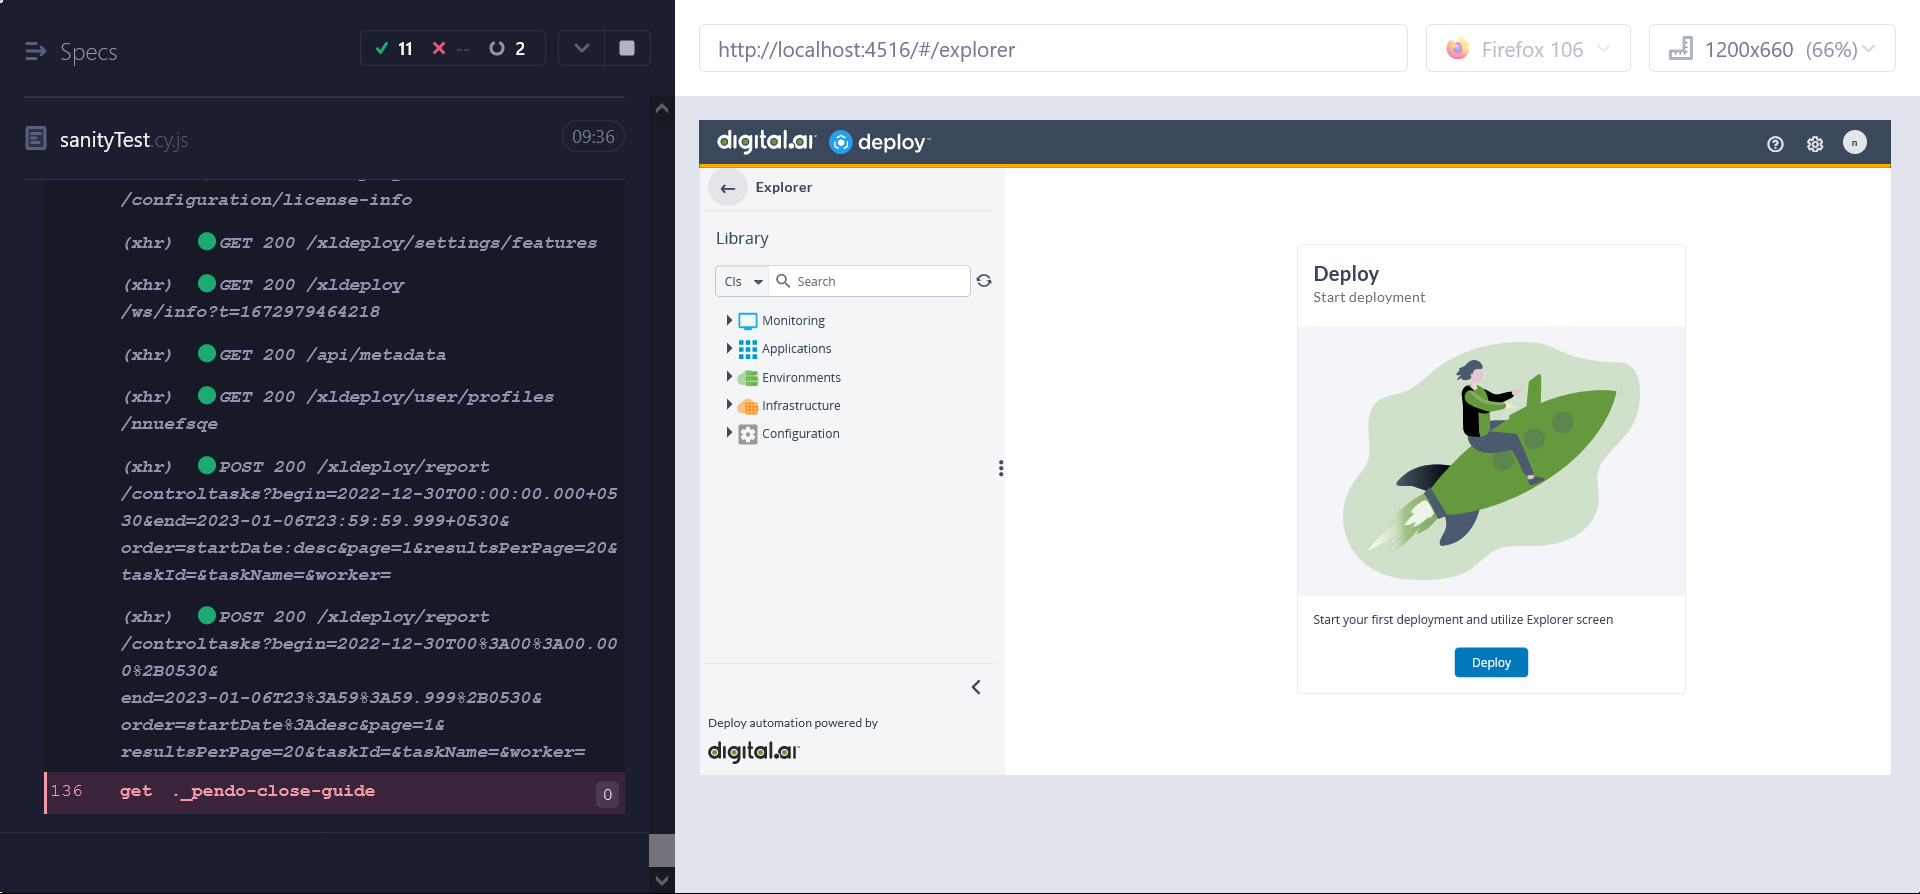 Specs
11
--
2
sanityTest.cy.js
09:36
/configuration/license-info
(xhr) GET 200 /xldeploy/settings/features
(xhr) GET 200 /xldeploy
/ws/info?t=1672979464218
(xhr) GET 200 /api/metadata
(xhr) GET 200 /xldeploy/user/profiles
/nnuefsqe
(xhr) POST 200 /xldeploy/report
/controltasks?begin=2022-12-30T00:00:00.000+05
30&end=2023-01-06T23:59:59.999+0530&
order=startDate:desc&page=1&resultsPerPage=20&
taskId=&taskName=&worker=
(xhr) POST 200 /xldeploy/report
/controltasks?begin=2022-12-30T00%3A00%3A00.00
0%2B0530&
end=2023-01-06T23%3A59%3A59.999%2B0530&
order=startDate%3Adesc&page=1&
resultsPerPage=20&taskId=&taskName=&worker=
136 get ._pendo-close-guide 0
http://localhost:4516/#/explorer
Firefox 106
1200x660 (66%)
digital.ai deploy™
n
Explorer
Library
CIs Search
Monitoring
Applications
Environments
Infrastructure
Configuration
Deploy automation powered by
digital.ai
Deploy
Start deployment
Start your first deployment and utilize Explorer screen
Deploy